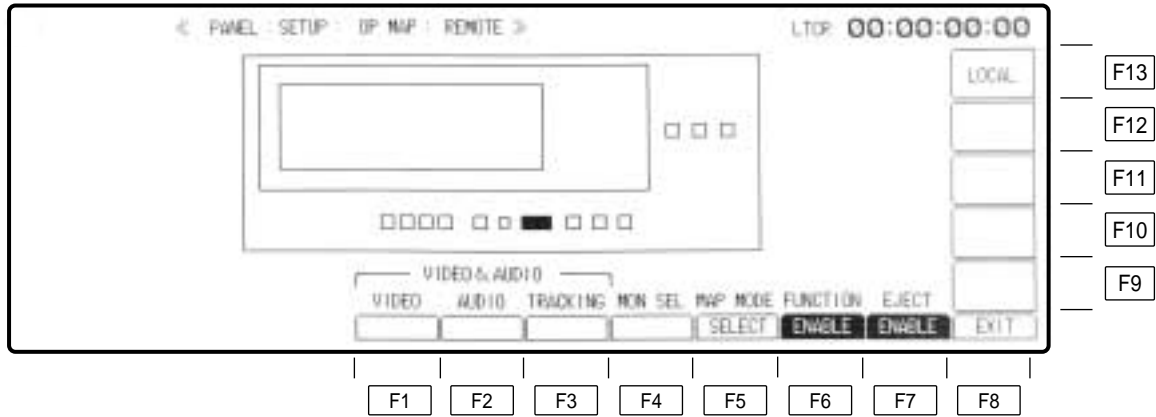 ≪ PANEL : SETUP : OP MAP : REMOTE ≫ LTCR 00:00:00:00
LOCAL
F13
F12
F11
F10
F9
VIDEO & AUDIO
VIDEO AUDIO TRACKING MON SEL MAP MODE FUNCTION EJECT
SELECT ENABLE ENABLE EXIT
F1 F2 F3 F4 F5 F6 F7 F8